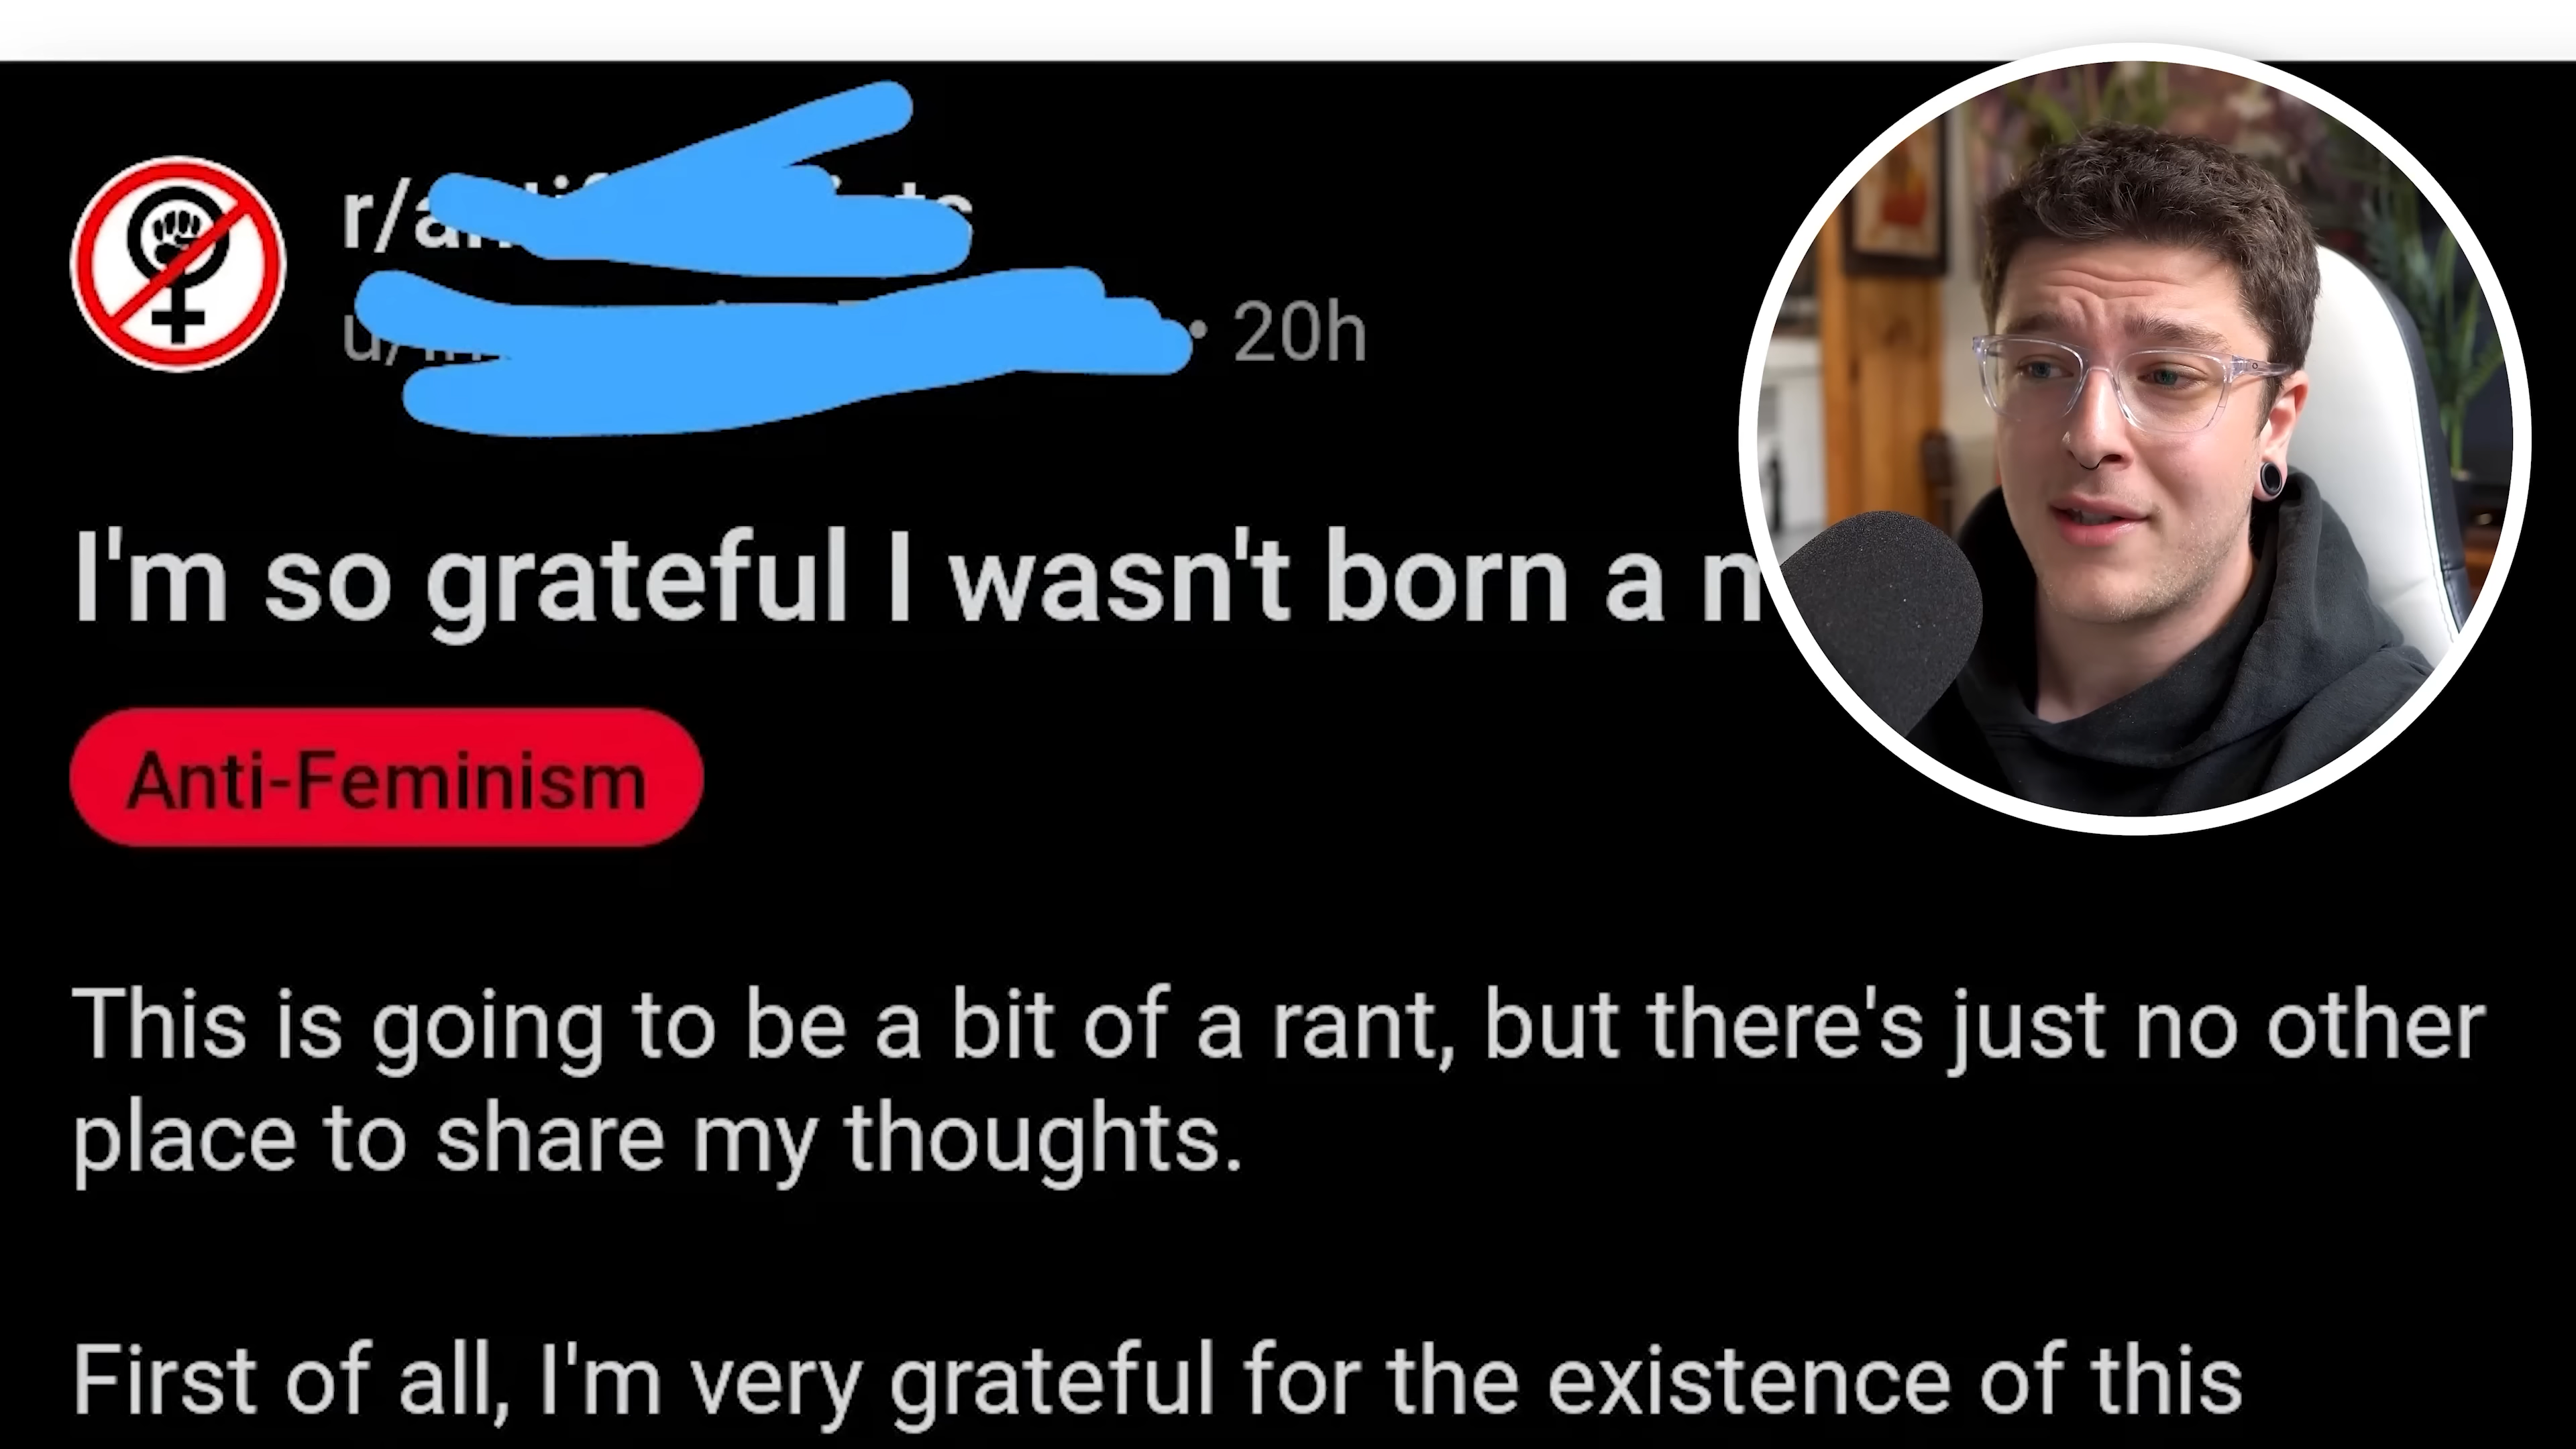 r/
u/ • 20h
I'm so grateful I wasn't born a
Anti-Feminism
This is going to be a bit of a rant, but there's just no other
place to share my thoughts.
First of all, I'm very grateful for the existence of this